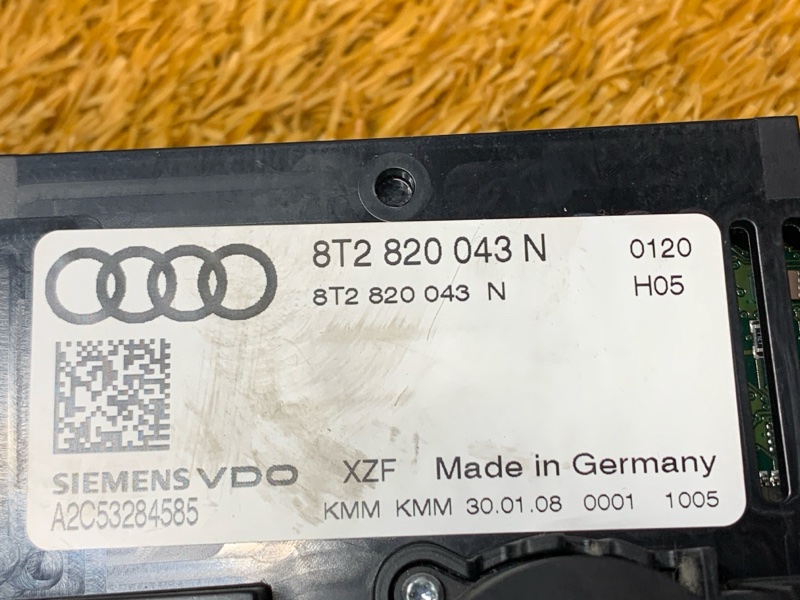 8T2 820 043 N 0120
8T2 820 043 N H05
SIEMENS VDO XZF Made in Germany
A2C53284585 KMM KMM 30.01.08 0001 1005